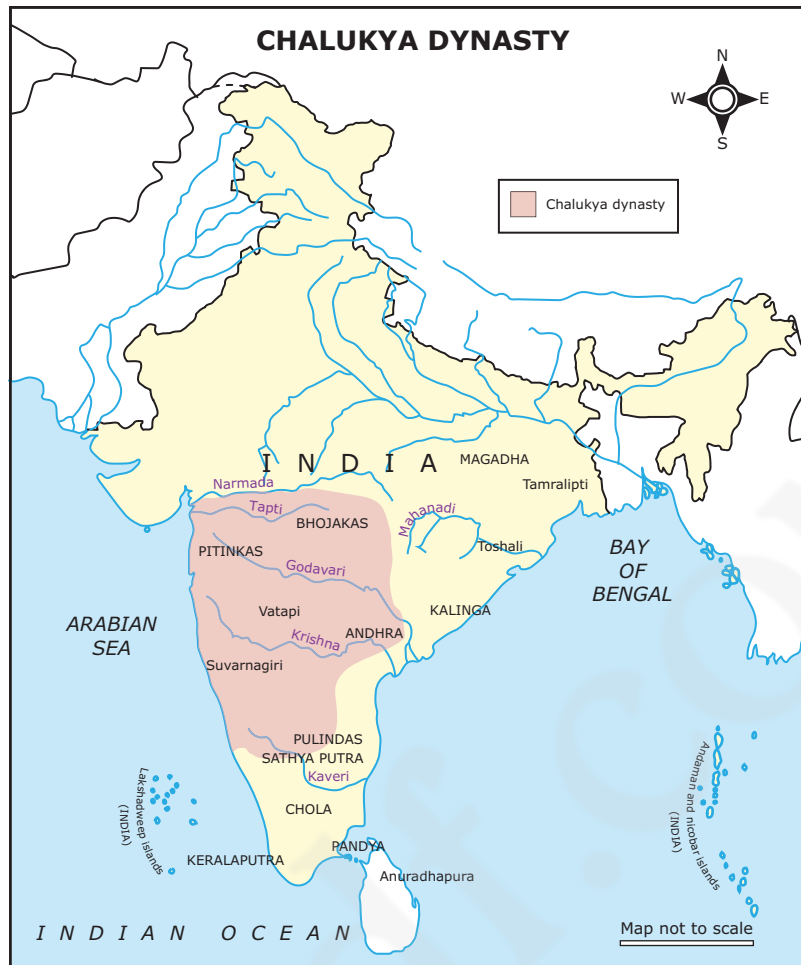 CHALUKYA DYNASTY
N
W
E
S
Chalukya dynasty
I N D I A
MAGADHA
Tamralipti
Narmada
Tapti
BHOJAKAS
Mahanadi
PITINKAS
Toshali
Godavari
BAY
OF
BENGAL
Vatapi
KALINGA
ARABIAN
SEA
Krishna
ANDHRA
Suvarnagiri
PULINDAS
SATHYA PUTRA
Kaveri
Lakshadweep islands
(INDIA)
Andaman and nicobar islands
(INDIA)
CHOLA
PANDYA
KERALAPUTRA
Anuradhapura
INDIAN OCEAN
Map not to scale